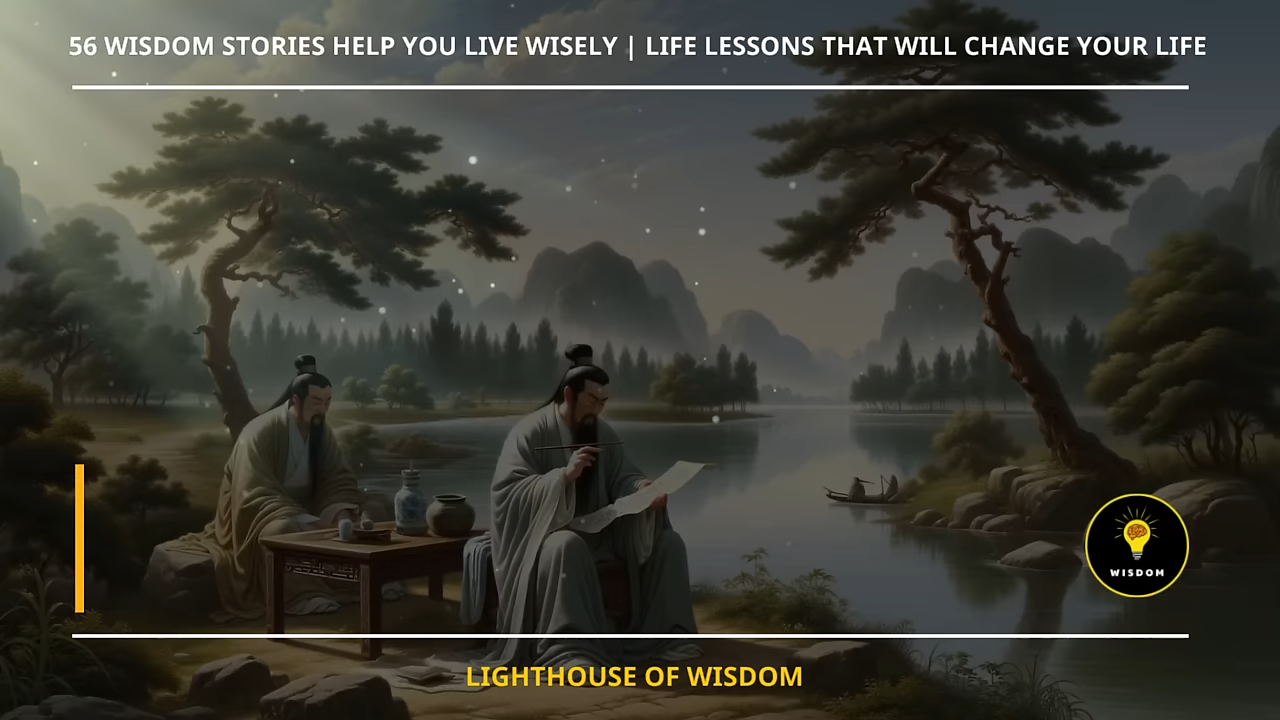 56 WISDOM STORIES HELP YOU LIVE WISELY | LIFE LESSONS THAT WILL CHANGE YOUR LIFE
WISDOM
LIGHTHOUSE OF WISDOM